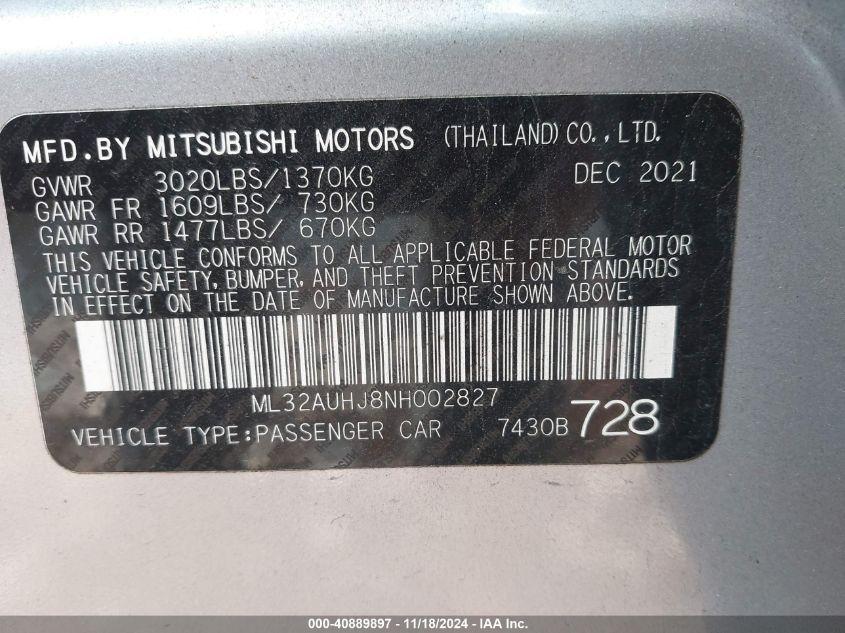 MFD.BY MITSUBISHI MOTORS (THAILAND) CO.,LTD.
GVWR 3020LBS/1370KG DEC 2021
GAWR FR 1609LBS/ 730KG
GAWR RR 1477LBS/ 670KG
THIS VEHICLE CONFORMS TO ALL APPLICABLE FEDERAL MOTOR
VEHICLE SAFETY, BUMPER, AND THEFT PREVENTION STANDARDS
IN EFFECT ON THE DATE OF MANUFACTURE SHOWN ABOVE.
ML32AUHJ8NH002827
VEHICLE TYPE:PASSENGER CAR 7430B 728
000-40889897 - 11/18/2024 - IAA Inc.